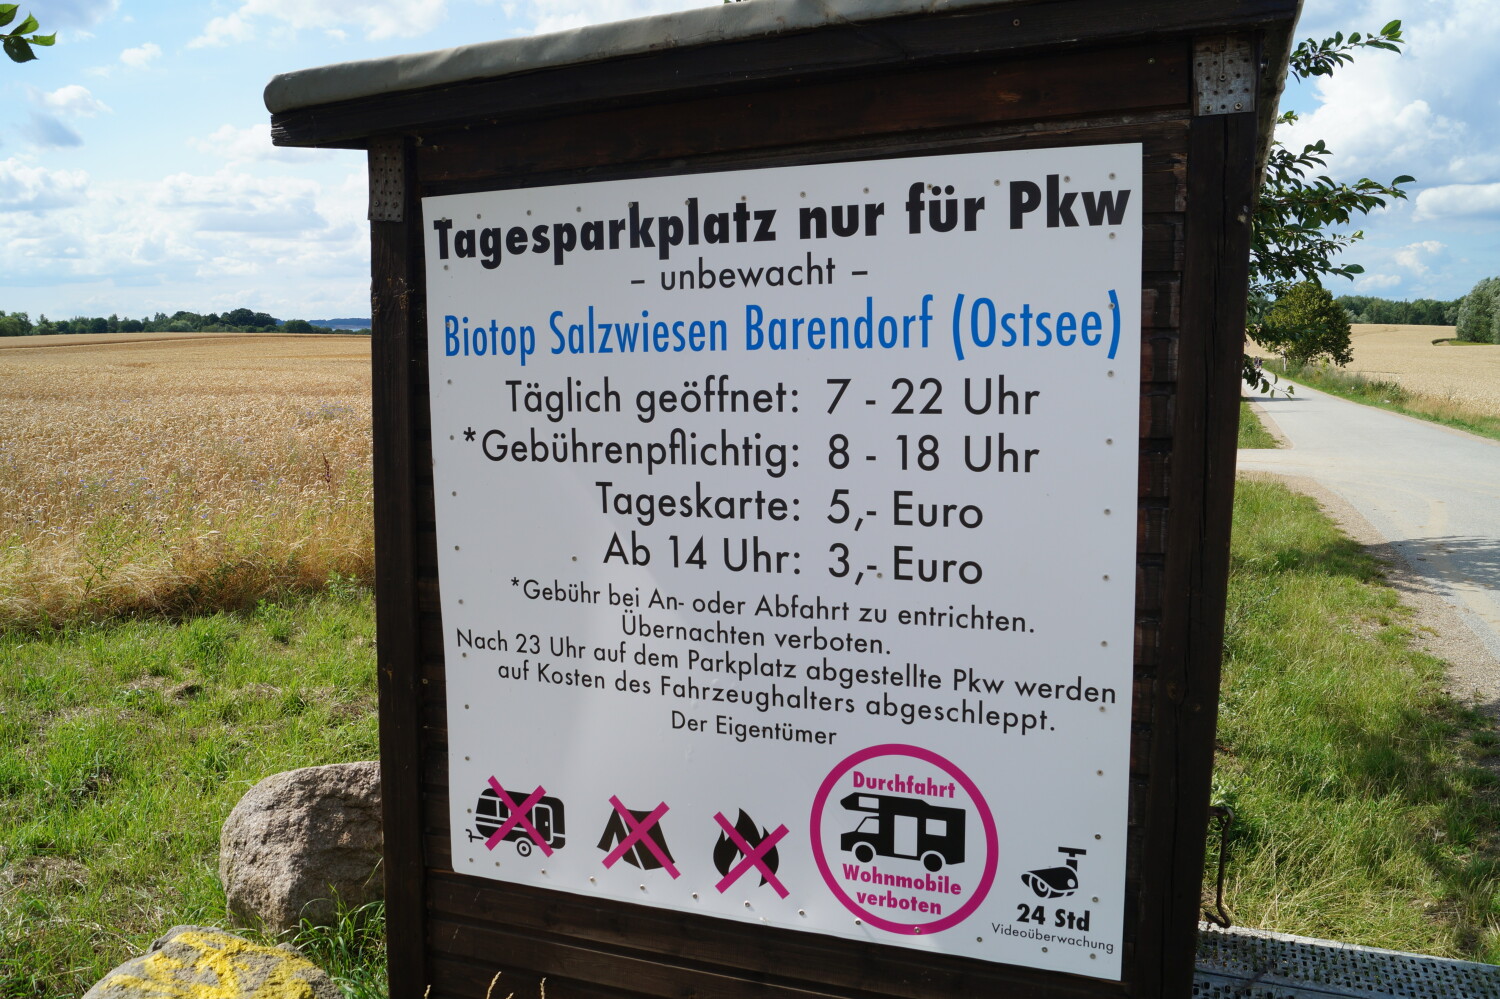 Tagesparkplatz nur für Pkw
– unbewacht –
Biotop Salzwiesen Barendorf (Ostsee)
Täglich geöffnet: 7 - 22 Uhr
*Gebührenpflichtig: 8 - 18 Uhr
Tageskarte: 5,- Euro
Ab 14 Uhr: 3,- Euro
*Gebühr bei An- oder Abfahrt zu entrichten.
Übernachten verboten.
Nach 23 Uhr auf dem Parkplatz abgestellte Pkw werden
auf Kosten des Fahrzeughalters abgeschleppt.
Der Eigentümer
Durchfahrt
Wohnmobile
verboten
24 Std
Videoüberwachung